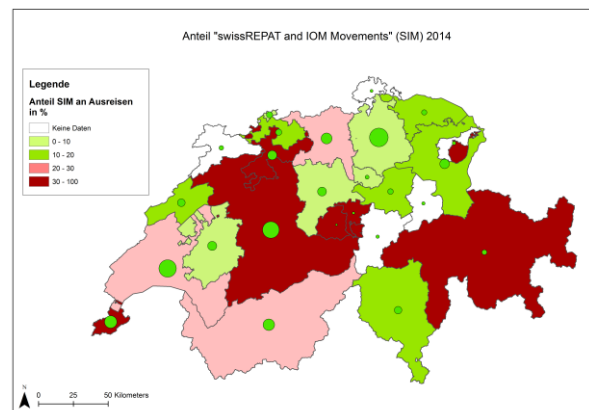 Anteil "swissREPAT and IOM Movements" (SIM) 2014
Legende
Anteil SIM an Ausreisen
in %
Keine Daten
0 - 10
10 - 20
20 - 30
30 - 100
N
0 25 50 Kilometers